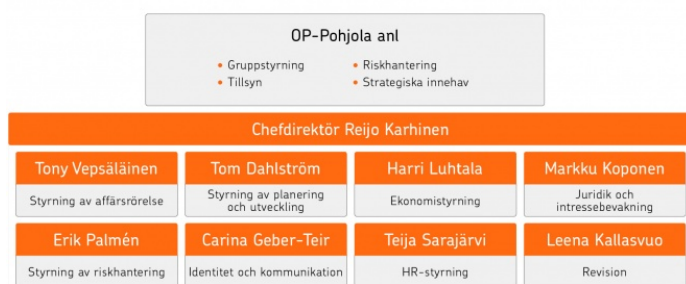 OP-Pohjola anl
• Gruppstyrning
• Riskhantering
• Tillsyn
• Strategiska innehav
Chefdirektör Reijo Karhinen
Tony Vepsäläinen
Styrning av affärsrörelse
Tom Dahlström
Styrning av planering
och utveckling
Harri Luhtala
Ekonomistyrning
Markku Koponen
Juridik och
intressebevakning
Erik Palmén
Styrning av riskhantering
Carina Geber-Teir
Identitet och kommunikation
Teija Sarajärvi
HR-styrning
Leena Kallasvuo
Revision